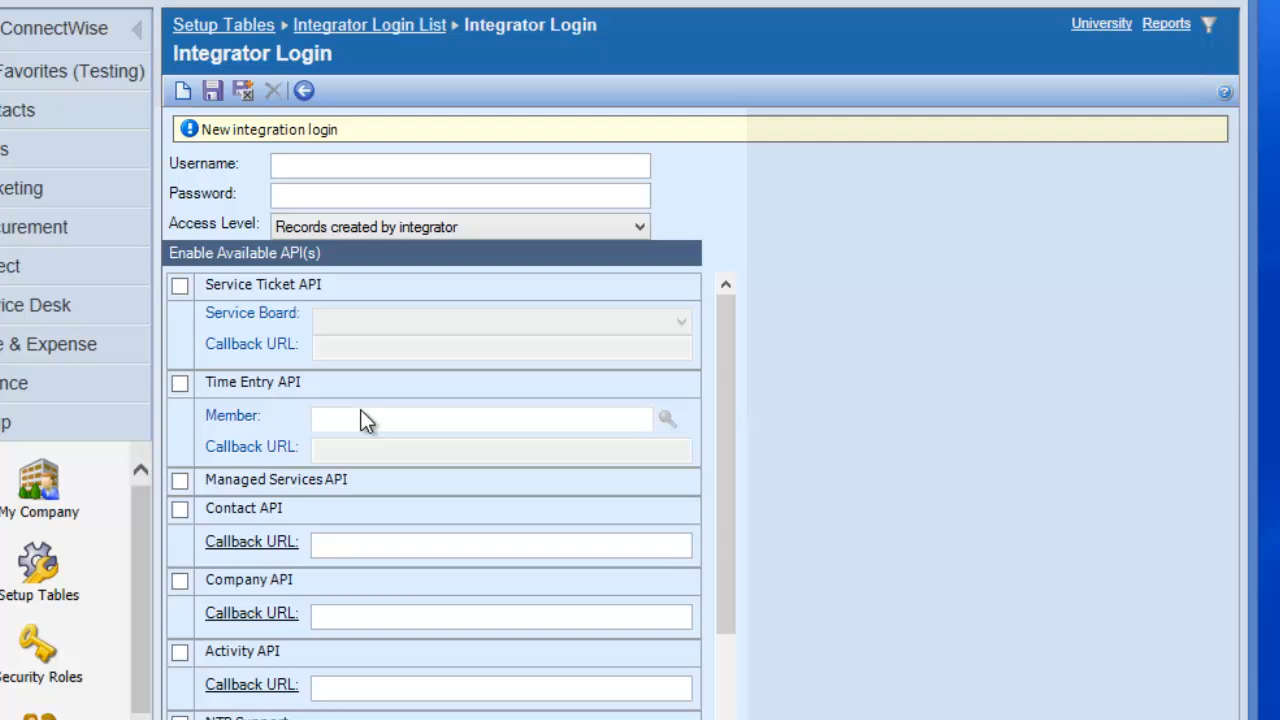 ConnectWise
Setup Tables ▸ Integrator Login List ▸ Integrator Login
University Reports
Integrator Login
Favorites (Testing)
tacts
s
keting
curement
ect
ice Desk
e & Expense
nce
p
My Company
Setup Tables
Security Roles
New integration login
Username:
Password:
Access Level: Records created by integrator
Enable Available API(s)
Service Ticket API
Service Board:
Callback URL:
Time Entry API
Member:
Callback URL:
Managed Services API
Contact API
Callback URL:
Company API
Callback URL:
Activity API
Callback URL:
NTP Support